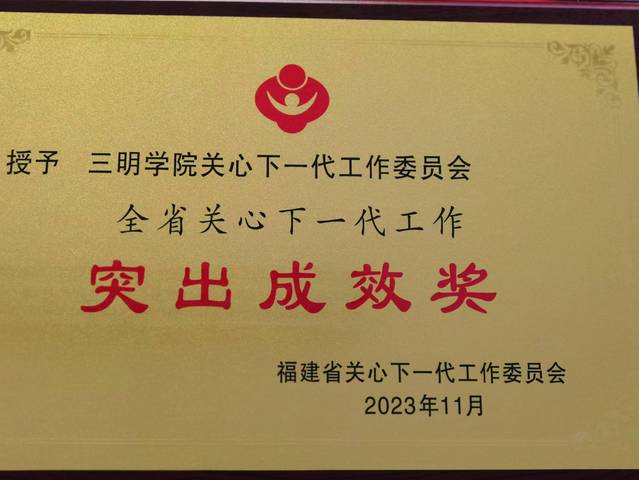 授予 三明学院关心下一代工作委员会
全省关心下一代工作
突出成效奖
福建省关心下一代工作委员会
2023年11月